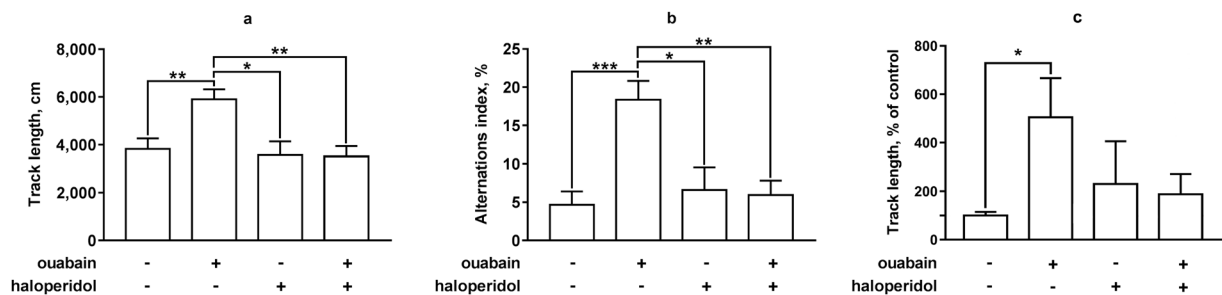 a
Track length, cm
8,000
6,000
4,000
2,000
0
**
*
**
ouabain - + - +
haloperidol - - + +
b
Alternations index, %
25
20
15
10
5
0
***
*
**
ouabain - + - +
haloperidol - - + +
c
Track length, % of control
800
600
400
200
100
0
*
ouabain - + - +
haloperidol - - + +